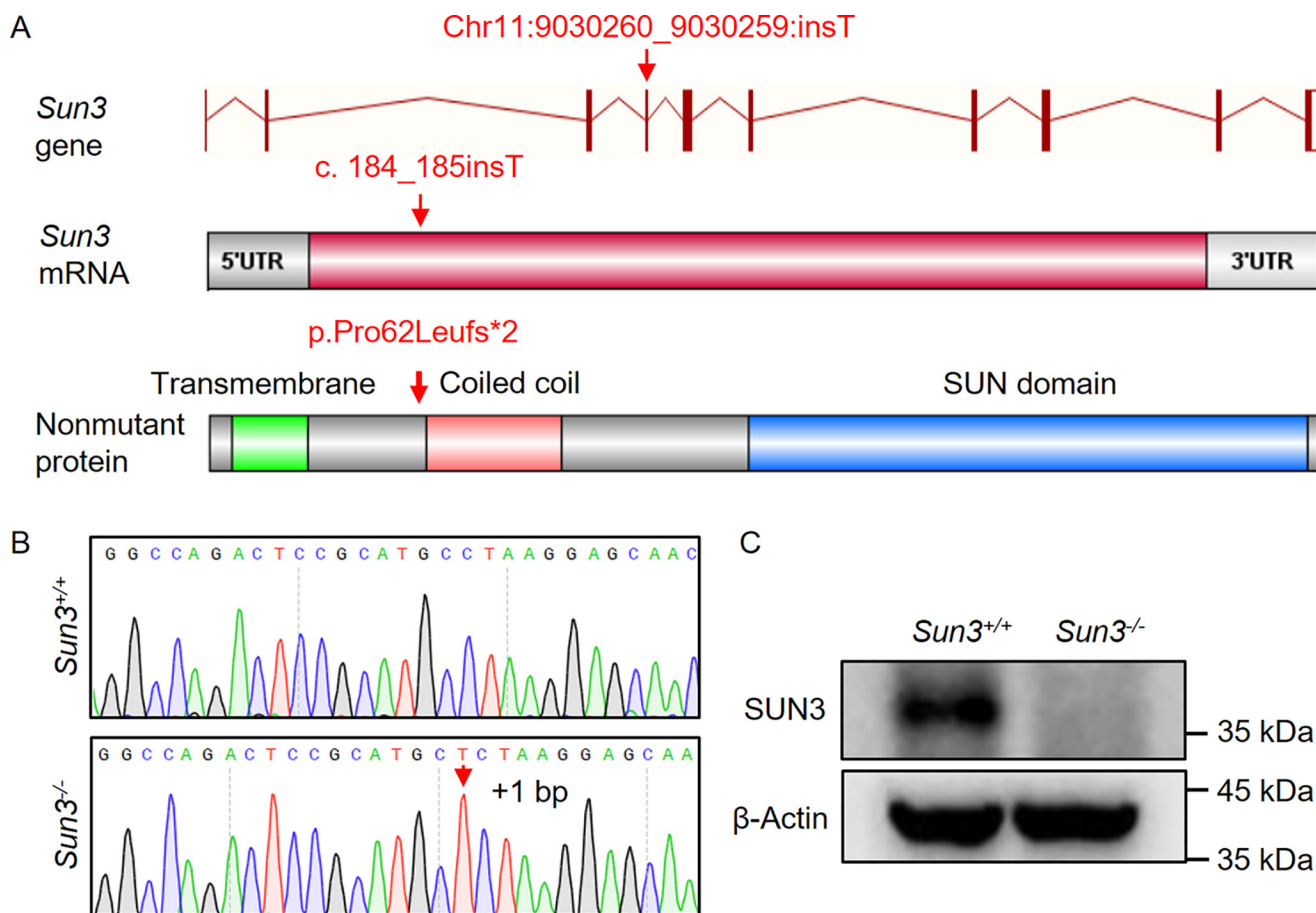 A
Chr11:9030260_9030259:insT
Sun3
gene
c. 184_185insT
Sun3
mRNA
5'UTR
3'UTR
p.Pro62Leufs*2
Transmembrane
Coiled coil
SUN domain
Nonmutant
protein
B
Sun3+/+
G G C C A G A C T C C G C A T G C C T A A G G A G C A A C
Sun3-/-
G G C C A G A C T C C G C A T G C T C T A A G G A G C A A
+1 bp
C
Sun3+/+ Sun3-/-
SUN3
35 kDa
β-Actin
45 kDa
35 kDa